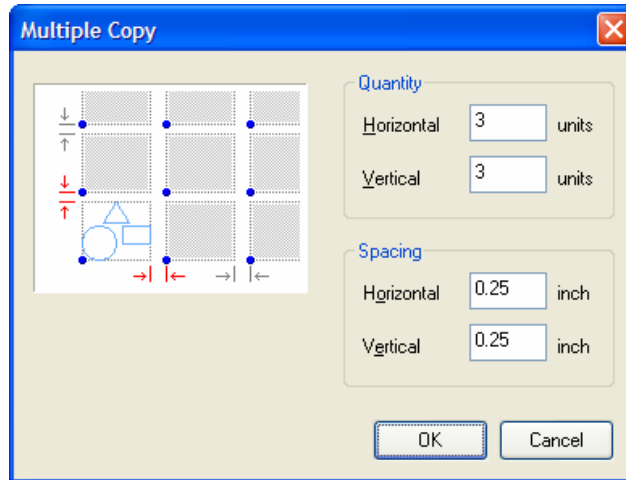 Multiple Copy
Quantity
Horizontal 3 units
Vertical 3 units
Spacing
Horizontal 0.25 inch
Vertical 0.25 inch
OK Cancel